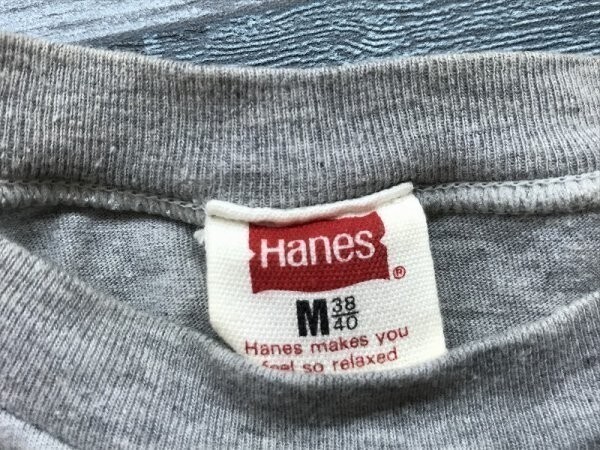 Hanes
®
M 38/40
Hanes makes you
feel so relaxed